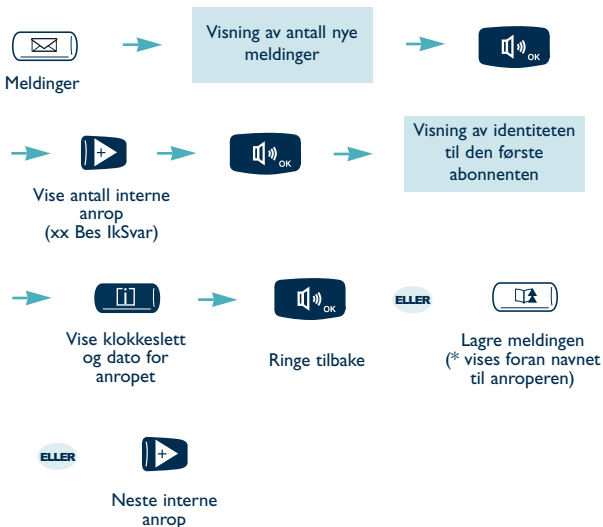 Visning av antall nye
meldinger
OK
Meldinger
+
OK
Visning av identiteten
til den første
abonnenten
Vise antall interne
anrop
(xx Bes IkSvar)
i
OK
ELLER
Vise klokkeslett
og dato for
anropet
Ringe tilbake
Lagre meldingen
(* vises foran navnet
til anroperen)
ELLER
+
Neste interne
anrop